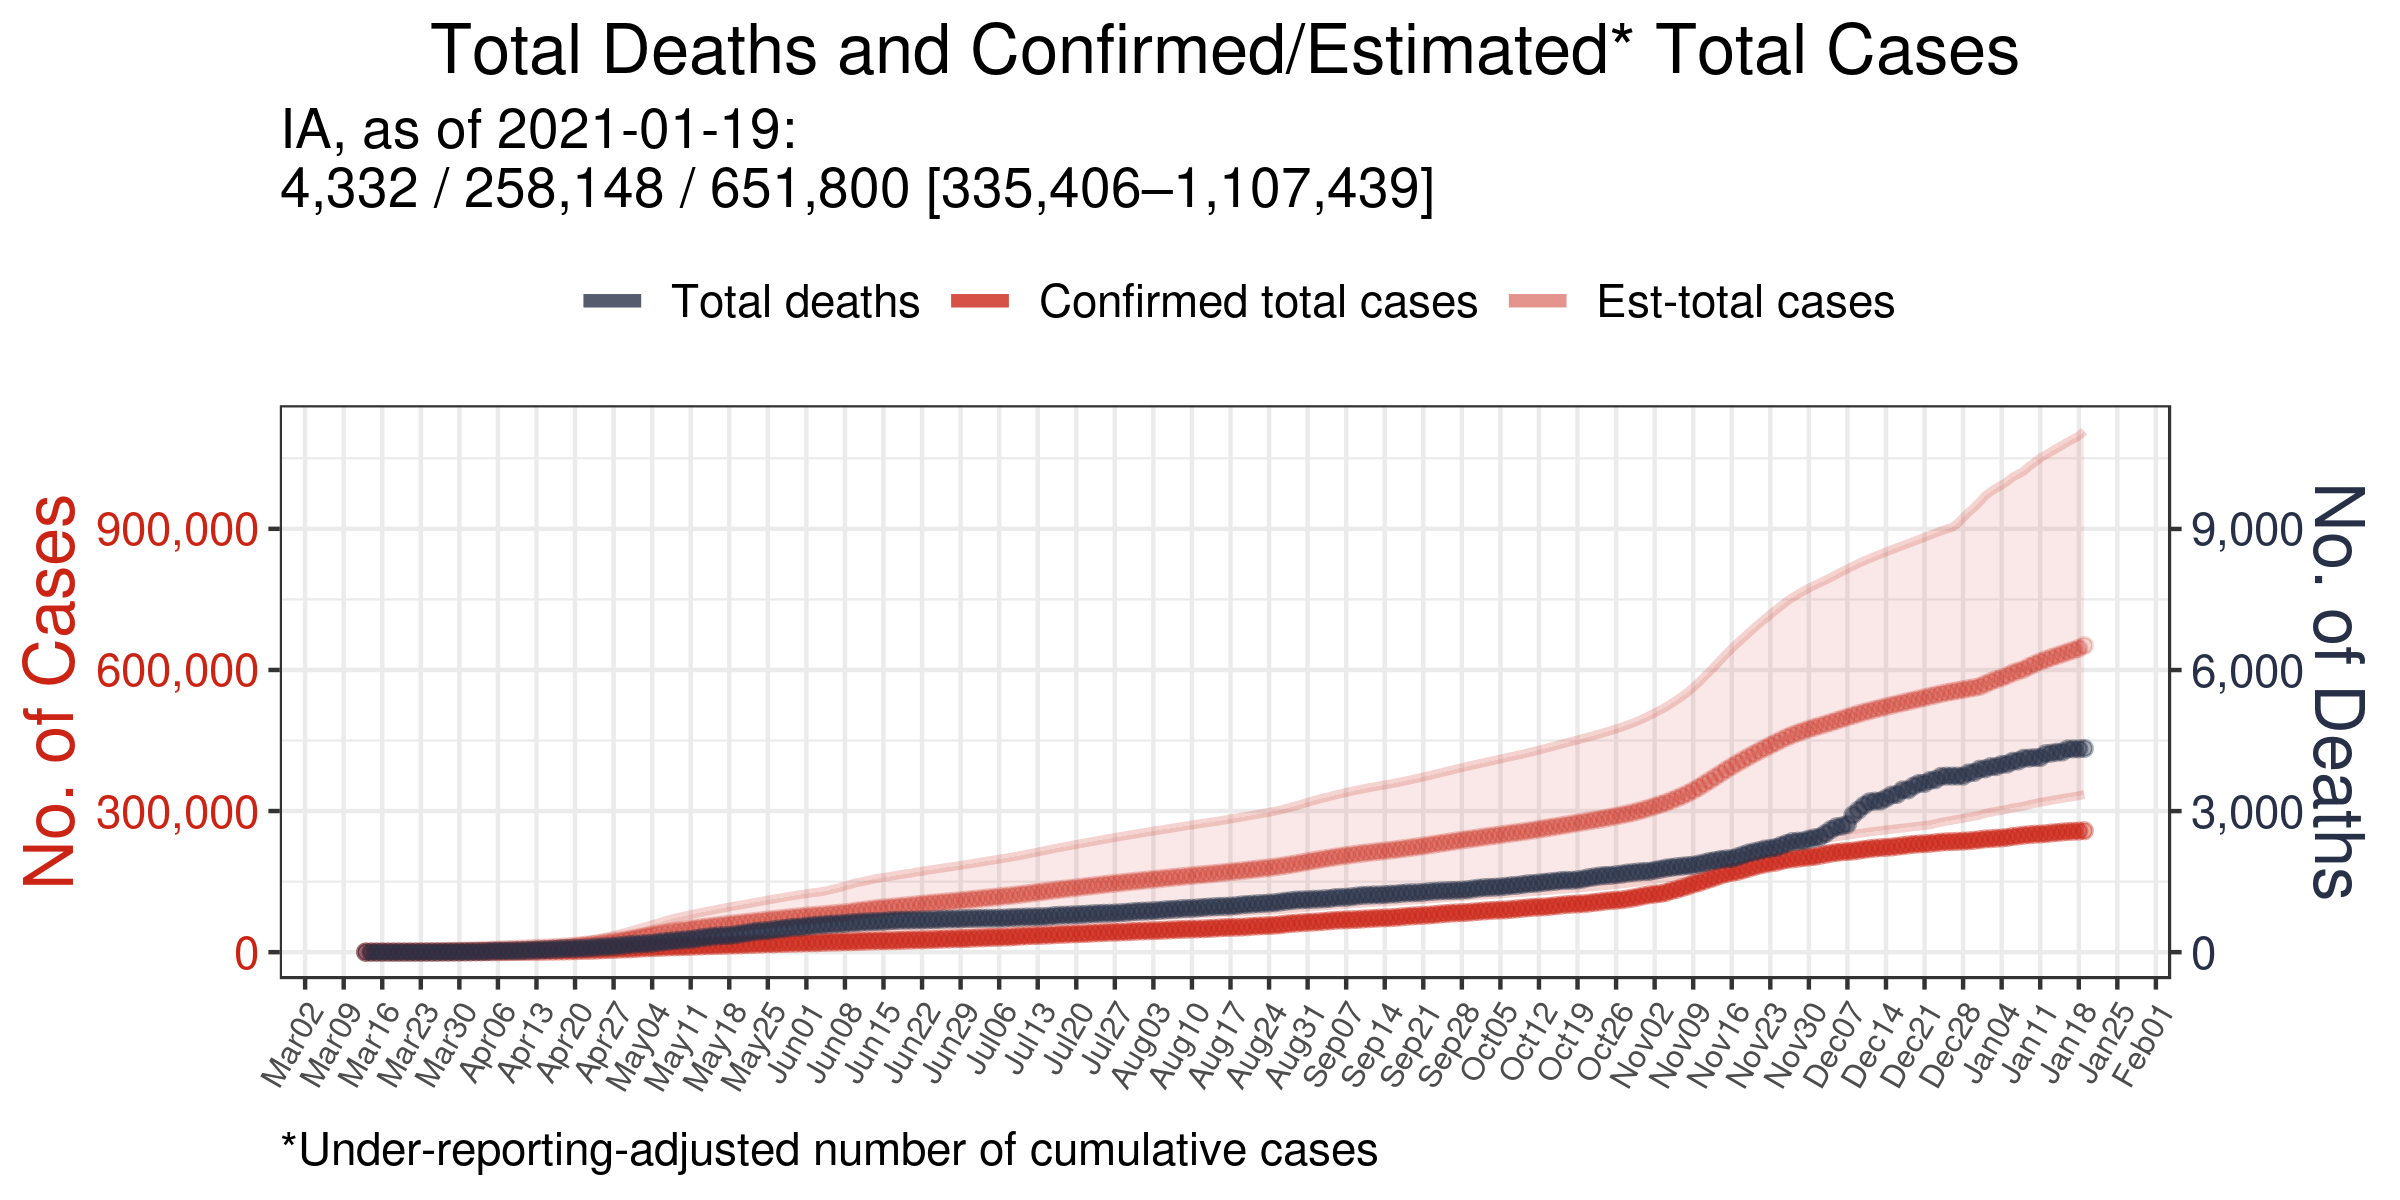 Total Deaths and Confirmed/Estimated* Total Cases
IA, as of 2021-01-19:
4,332 / 258,148 / 651,800 [335,406–1,107,439]
Total deaths
Confirmed total cases
Est-total cases
No. of Cases
900,000
600,000
300,000
0
9,000
6,000
3,000
0
No. of Deaths
Mar02
Mar09
Mar16
Mar23
Mar30
Apr06
Apr13
Apr20
Apr27
May04
May11
May18
May25
Jun01
Jun08
Jun15
Jun22
Jun29
Jul06
Jul13
Jul20
Jul27
Aug03
Aug10
Aug17
Aug24
Aug31
Sep07
Sep14
Sep21
Sep28
Oct05
Oct12
Oct19
Oct26
Nov02
Nov09
Nov16
Nov23
Nov30
Dec07
Dec14
Dec21
Dec28
Jan04
Jan11
Jan18
Jan25
Feb01
*Under-reporting-adjusted number of cumulative cases